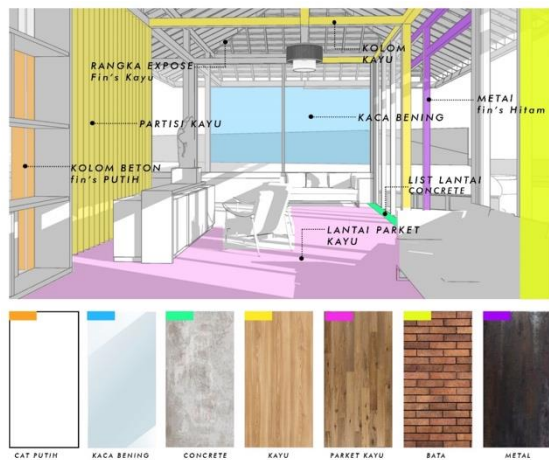 RANGKA EXPOSE
Fin's Kayu
KOLOM
KAYU
PARTISI KAYU
KACA BENING
METAl
fin's Hitam
KOLOM BETON
fin's PUTIH
LIST LANTAI
CONCRETE
LANTAI PARKET
KAYU
CAT PUTIH
KACA BENING
CONCRETE
KAYU
PARKET KAYU
BATA
METAL